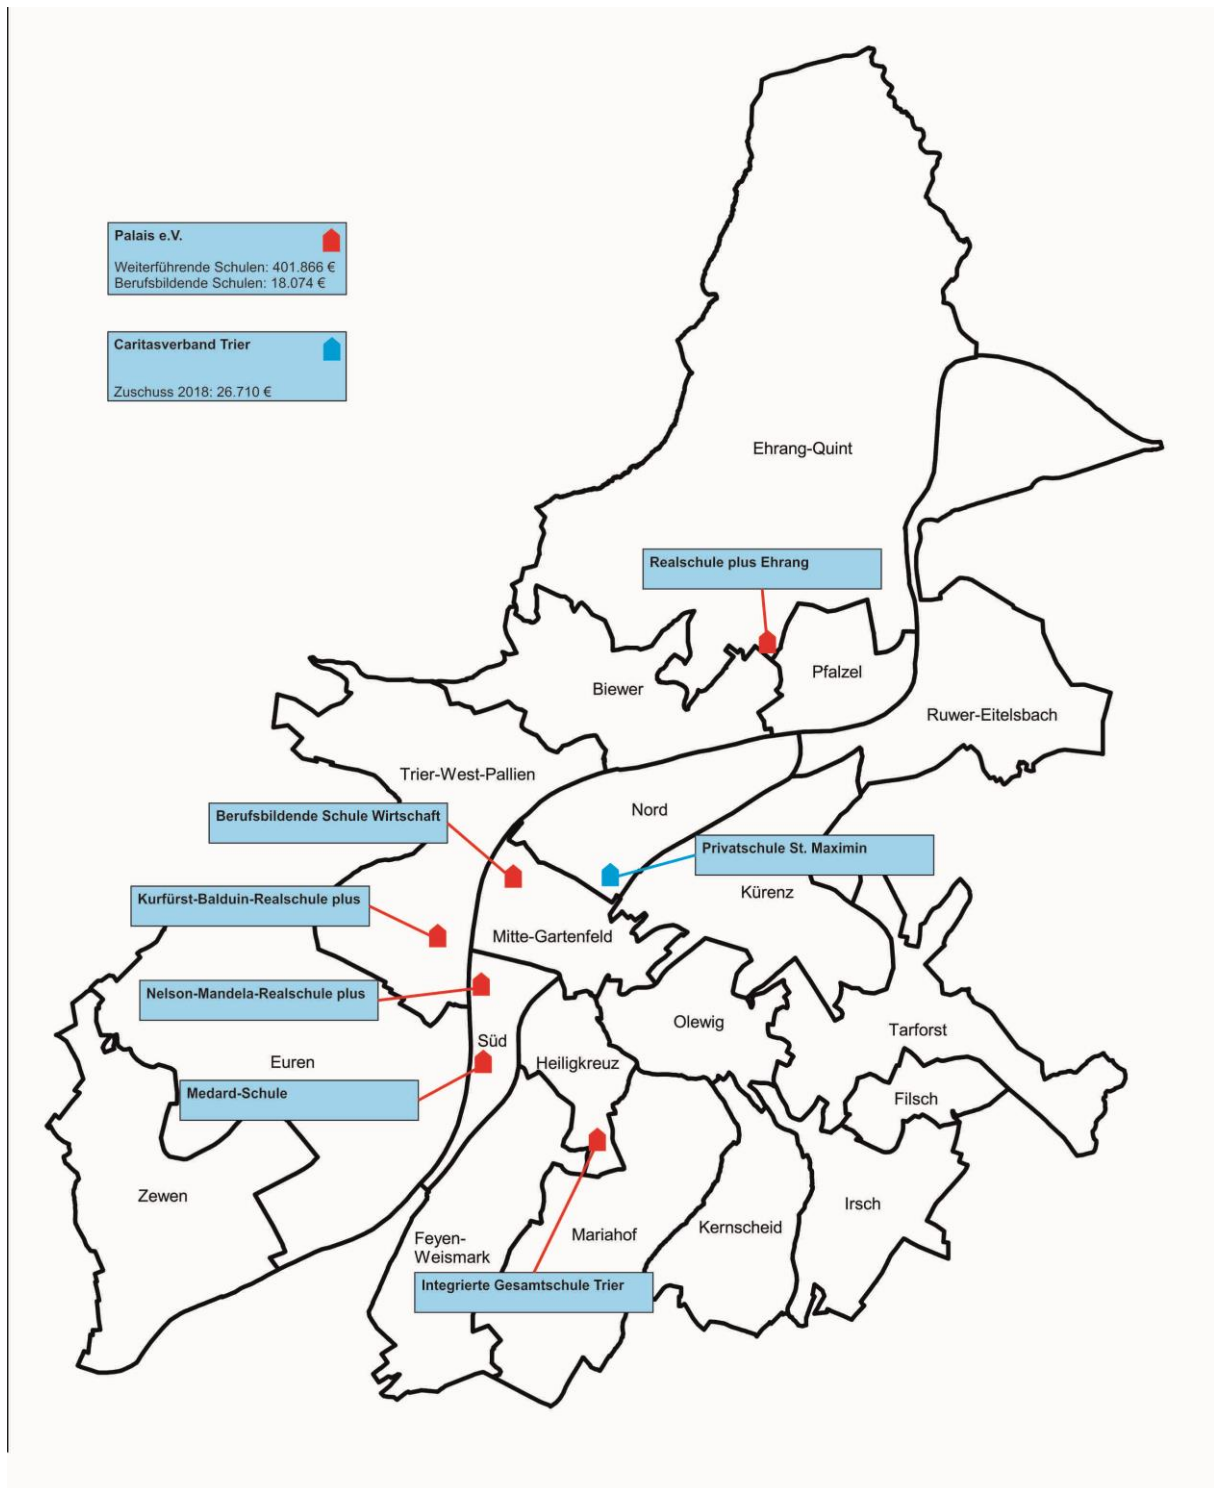 Palais e.V.
Weiterführende Schulen: 401.866 €
Berufsbildende Schulen: 18.074 €
Caritasverband Trier
Zuschuss 2018: 26.710 €
Ehrang-Quint
Realschule plus Ehrang
Pfalzel
Biewer
Ruwer-Eitelsbach
Trier-West-Pallien
Nord
Berufsbildende Schule Wirtschaft
Privatschule St. Maximin
Kürenz
Kurfürst-Balduin-Realschule plus
Mitte-Gartenfeld
Nelson-Mandela-Realschule plus
Olewig
Tarforst
Süd
Euren
Heiligkreuz
Medard-Schule
Filsch
Zewen
Irsch
Kernscheid
Mariahof
Feyen-
Weismark
Integrierte Gesamtschule Trier